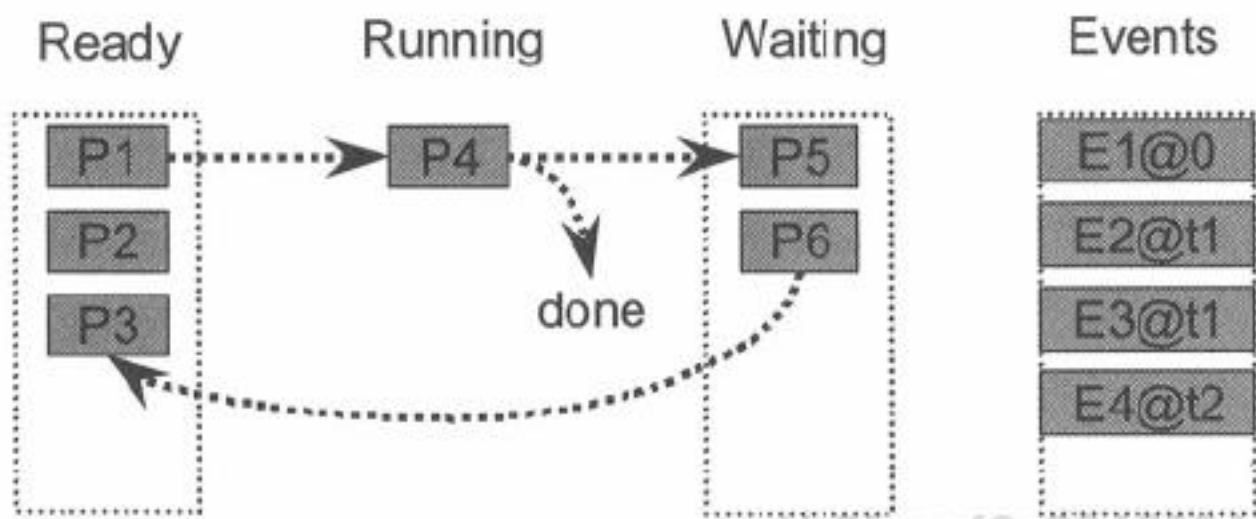 Ready Running Waiting Events
P1 P4 P5 E1@0
P2 P6 E2@t1
P3 done E3@t1
E4@t2